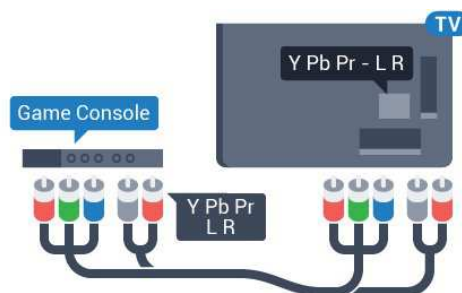 TV
Y Pb Pr - L R
Game Console
Y Pb Pr
L R